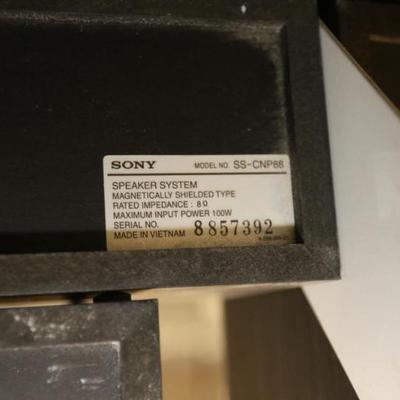 SONY MODEL NO. SS-CNP88
SPEAKER SYSTEM
MAGNETICALLY SHIELDED TYPE
RATED IMPEDANCE : 8Ω
MAXIMUM INPUT POWER 100W
SERIAL NO. 8857392
MADE IN VIETNAM